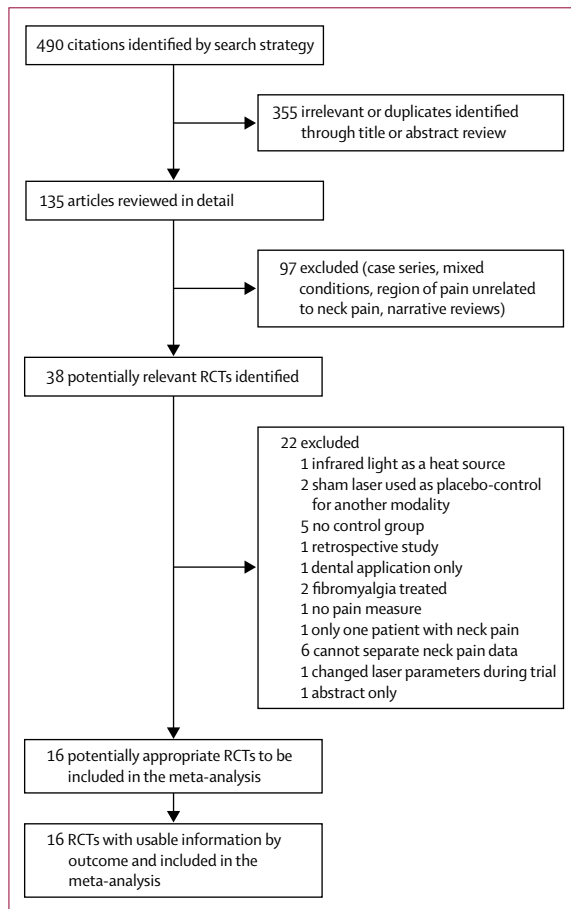 490 citations identified by search strategy
355 irrelevant or duplicates identified
through title or abstract review
135 articles reviewed in detail
97 excluded (case series, mixed
conditions, region of pain unrelated
to neck pain, narrative reviews)
38 potentially relevant RCTs identified
22 excluded
1 infrared light as a heat source
2 sham laser used as placebo-control
for another modality
5 no control group
1 retrospective study
1 dental application only
2 fibromyalgia treated
1 no pain measure
1 only one patient with neck pain
6 cannot separate neck pain data
1 changed laser parameters during trial
1 abstract only
16 potentially appropriate RCTs to be
included in the meta-analysis
16 RCTs with usable information by
outcome and included in the
meta-analysis